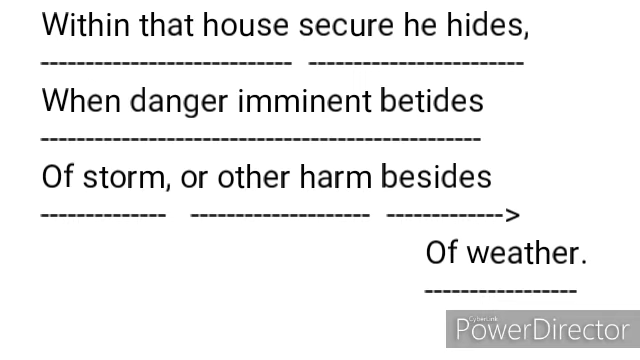 Within that house secure he hides,
---------------------------- ------------------------
When danger imminent betides
-------------------------------------------------
Of storm, or other harm besides
-------------- -------------------- ------------->
Of weather.
-----------------
CyberLink
PowerDirector